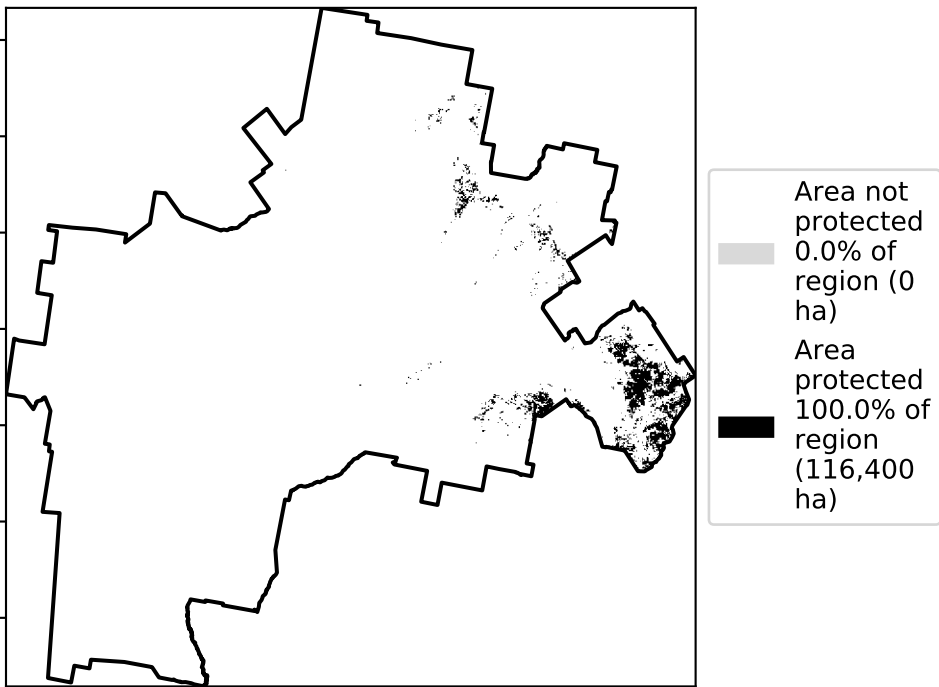 Area not
protected
0.0% of
region (0
ha)
Area
protected
100.0% of
region
(116,400
ha)